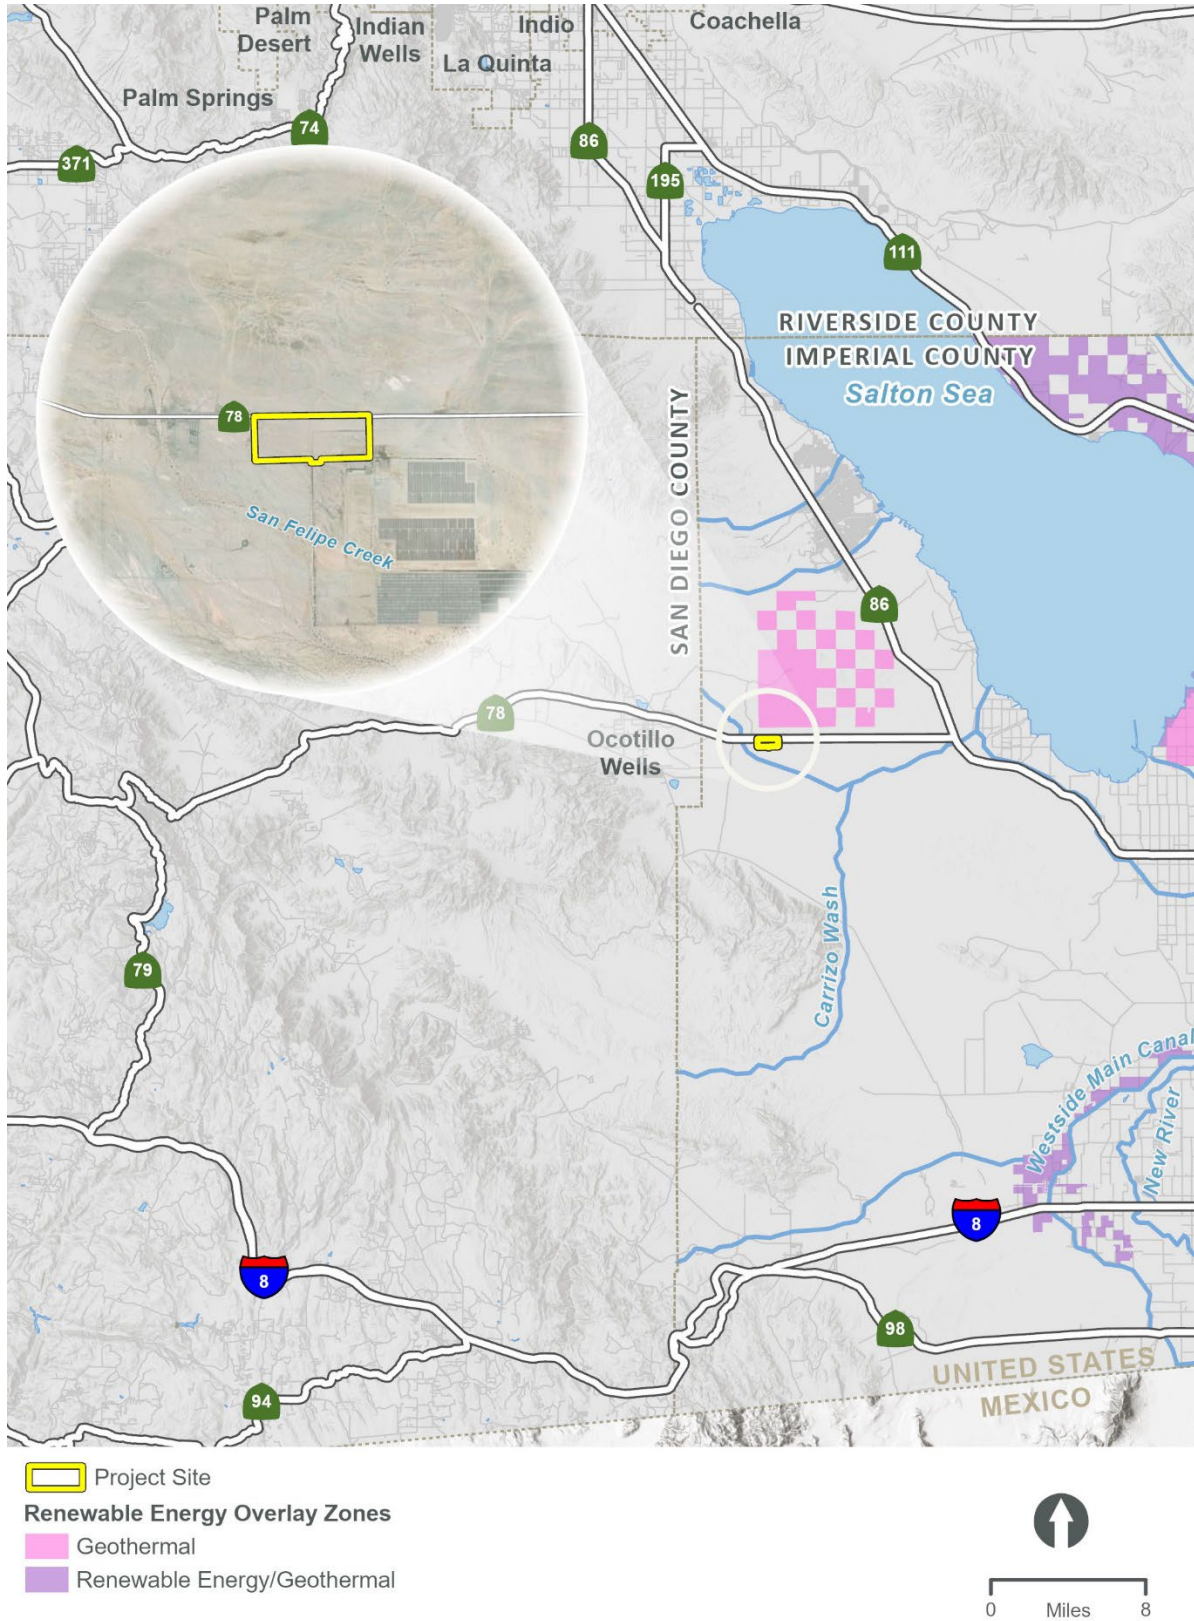 Palm
Desert
Indian
Wells
Indio
Coachella
La Quinta
Palm Springs
74
86
371
195
111
RIVERSIDE COUNTY
IMPERIAL COUNTY
Salton Sea
78
SAN DIEGO COUNTY
San Felipe Creek
86
78
Ocotillo
Wells
79
Carrizo Wash
Westside Main Canal
New River
8
8
98
94
UNITED STATES
MEXICO
Project Site
Renewable Energy Overlay Zones
Geothermal
Renewable Energy/Geothermal
0 Miles 8